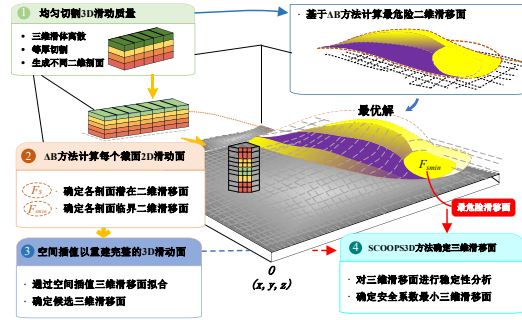 1 均匀切割3D滑动质量
• 三维滑体离散
• 等厚切割
• 生成不同二维剖面
· 基于AB方法计算最危险二维滑移面
最优解
2 AB方法计算每个截面2D滑动面
Fs · 确定各剖面潜在二维滑移面
Fsmin · 确定各剖面临界二维滑移面
Fsmin
最危险滑移面
3 空间插值以重建完整的3D滑动面
· 通过空间插值三维滑移面拟合
· 确定候选三维滑移面
O
(x, y, z)
4 SCOOPS3D方法确定三维滑移面
· 对三维滑移面进行稳定性分析
· 确定安全系数最小三维滑移面